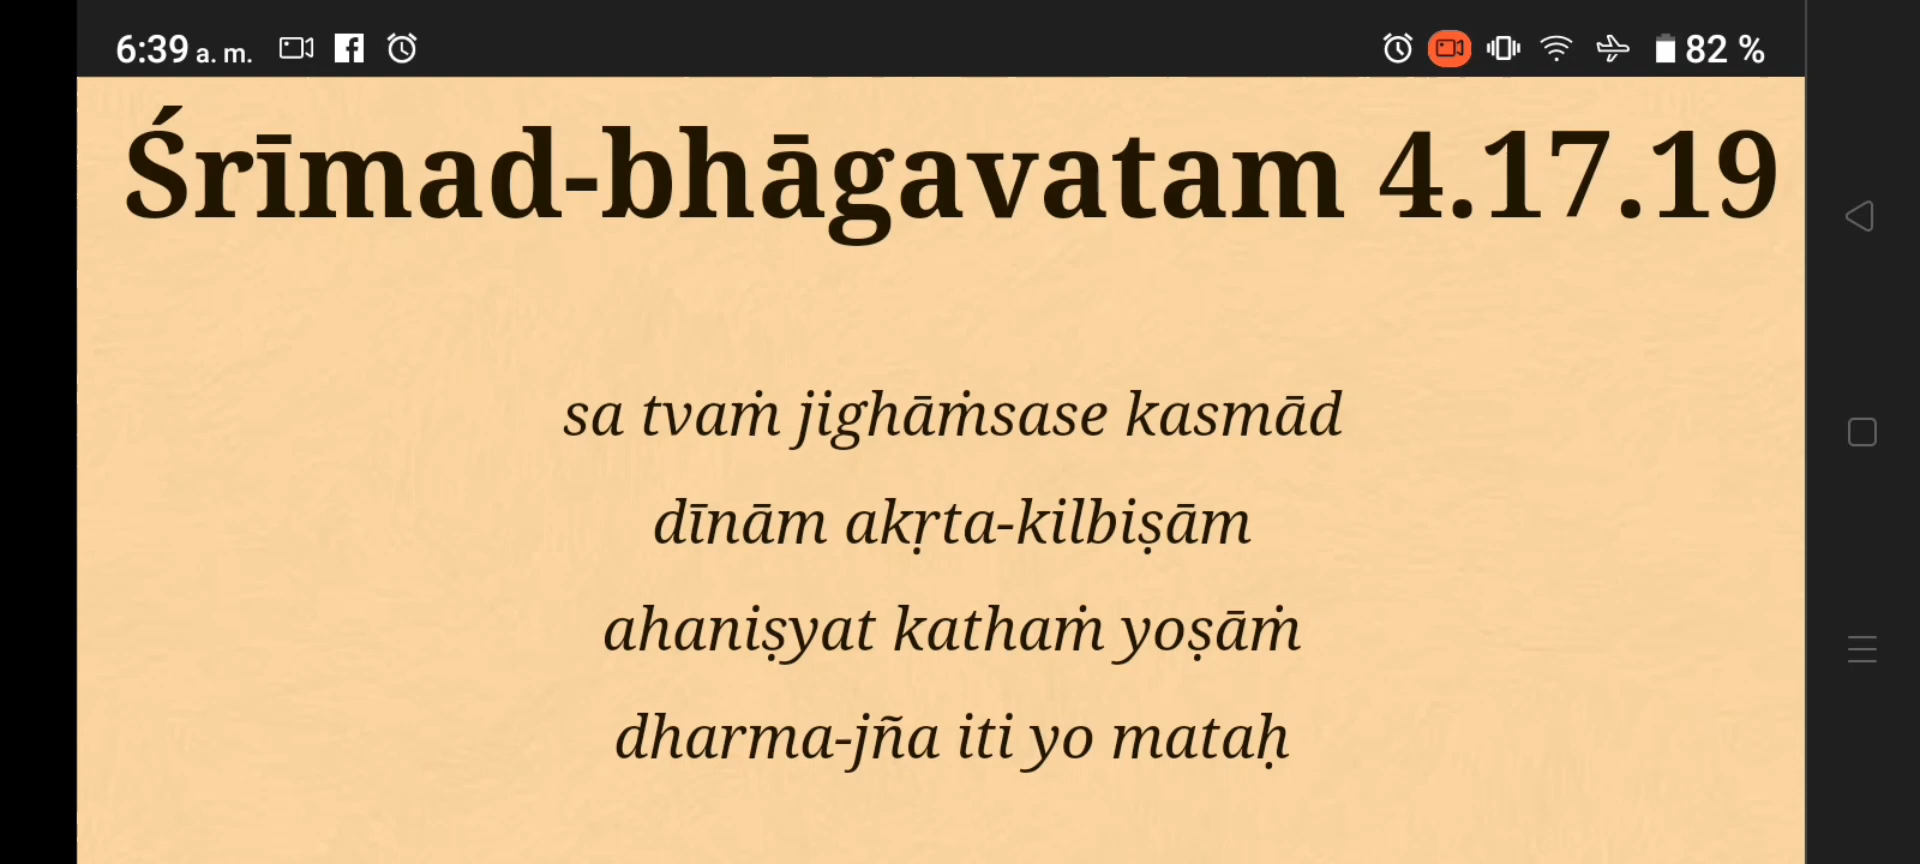 6:39 a. m.
82 %
Śrīmad-bhāgavatam 4.17.19
sa tvaṁ jighāṁsase kasmād
dīnām akṛta-kilbiṣām
ahaniṣyat kathaṁ yoṣāṁ
dharma-jña iti yo mataḥ